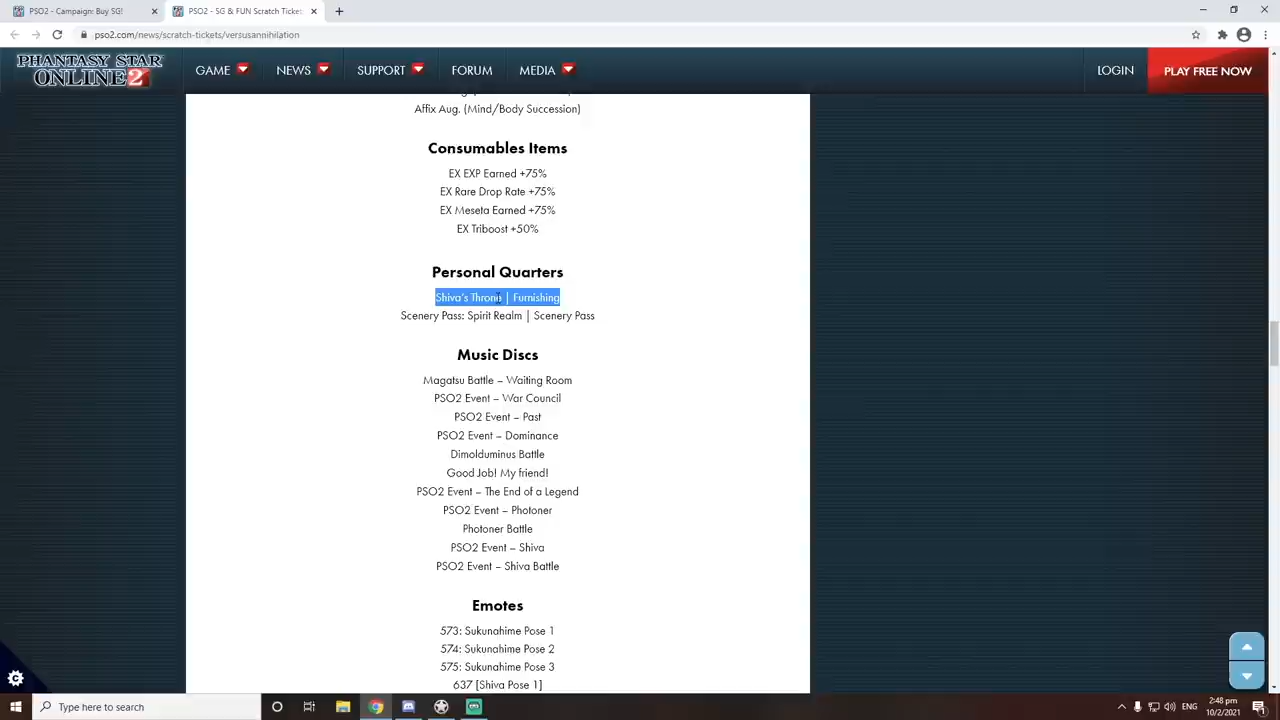 PSO2 - Campaign: Buy SG!
PSO2 - SG & FUN Scratch Ticket
pso2.com/news/scratch-tickets/versusannihilation
PHANTASY STAR
ONLINE 2
GAME
NEWS
SUPPORT
FORUM
MEDIA
LOGIN
PLAY FREE NOW
Affix Aug. (Mind/Body Succession)
Consumables Items
EX EXP Earned +75%
EX Rare Drop Rate +75%
EX Meseta Earned +75%
EX Triboost +50%
Personal Quarters
Shiva's Throne | Furnishing
Scenery Pass: Spirit Realm | Scenery Pass
Music Discs
Magatsu Battle – Waiting Room
PSO2 Event – War Council
PSO2 Event – Past
PSO2 Event – Dominance
Dimolduminus Battle
Good Job! My friend!
PSO2 Event – The End of a Legend
PSO2 Event – Photoner
Photoner Battle
PSO2 Event – Shiva
PSO2 Event – Shiva Battle
Emotes
573: Sukunahime Pose 1
574: Sukunahime Pose 2
575: Sukunahime Pose 3
637 [Shiva Pose 1]
Type here to search
2:48 pm
10/2/2021